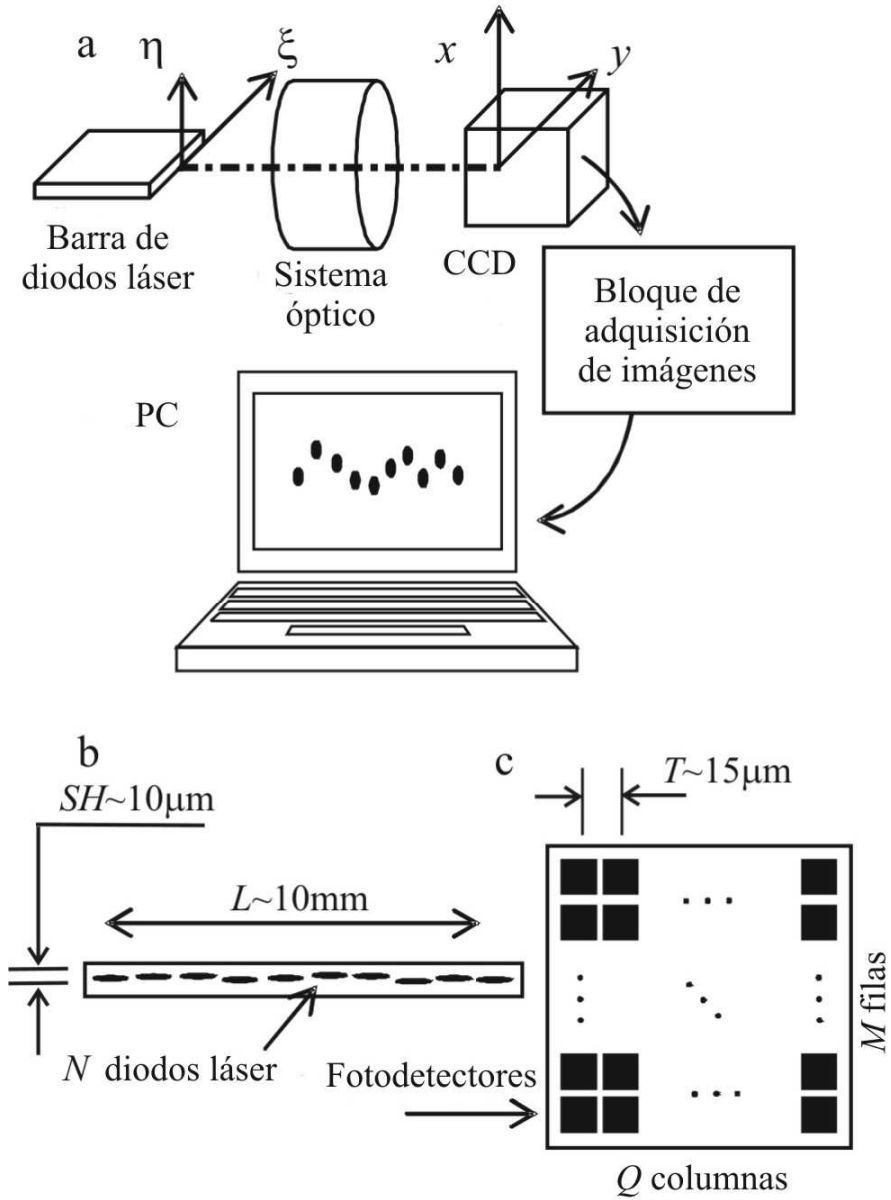 a
η
ξ
x
y
Barra de
diodos láser
Sistema
óptico
CCD
Bloque de
adquisición
de imágenes
PC
b
SH~10μm
L~10mm
N diodos láser
c
T~15μm
M filas
Fotodetectores
Q columnas